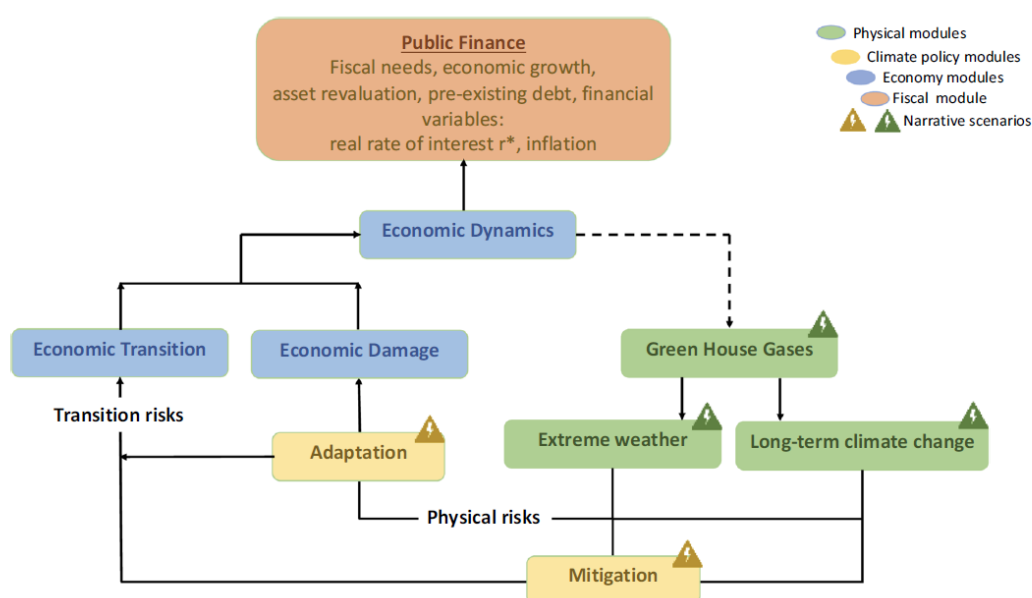 Public Finance
Fiscal needs, economic growth,
asset revaluation, pre-existing debt, financial
variables:
real rate of interest r*, inflation
Physical modules
Climate policy modules
Economy modules
Fiscal module
Narrative scenarios
Economic Dynamics
Economic Transition
Economic Damage
Green House Gases
Transition risks
Adaptation
Extreme weather
Long-term climate change
Physical risks
Mitigation